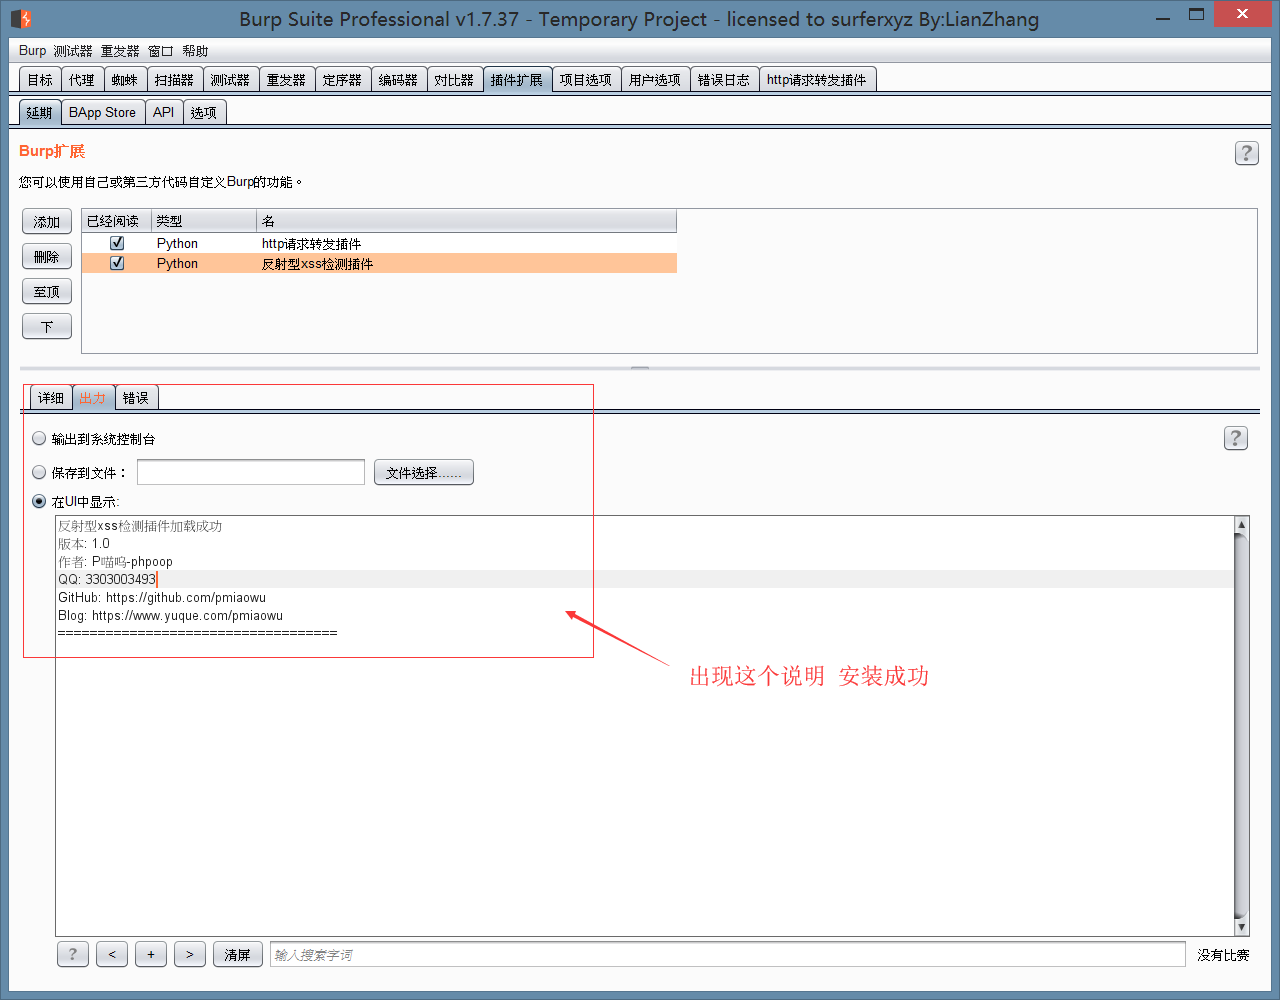 Burp Suite Professional v1.7.37 - Temporary Project - licensed to surferxyz By:LianZhang
Burp 测试器 重发器 窗口 帮助
目标 代理 蜘蛛 扫描器 测试器 重发器 定序器 编码器 对比器 插件扩展 项目选项 用户选项 错误日志 http请求转发插件
延期 BApp Store API 选项
Burp扩展
?
您可以使用自己或第三方代码自定义Burp的功能。
添加 已经阅读 类型 名
Python http请求转发插件
删除 Python 反射型xss检测插件
至顶
下
详细 出力 错误
输出到系统控制台
?
保存到文件： 文件选择......
在UI中显示:
反射型xss检测插件加载成功
版本: 1.0
作者: P喵呜-phpoop
QQ: 3303003493
GitHub: https://github.com/pmiaowu
Blog: https://www.yuque.com/pmiaowu
===================================
出现这个说明 安装成功
? < + > 清屏 输入搜索字词 没有比赛